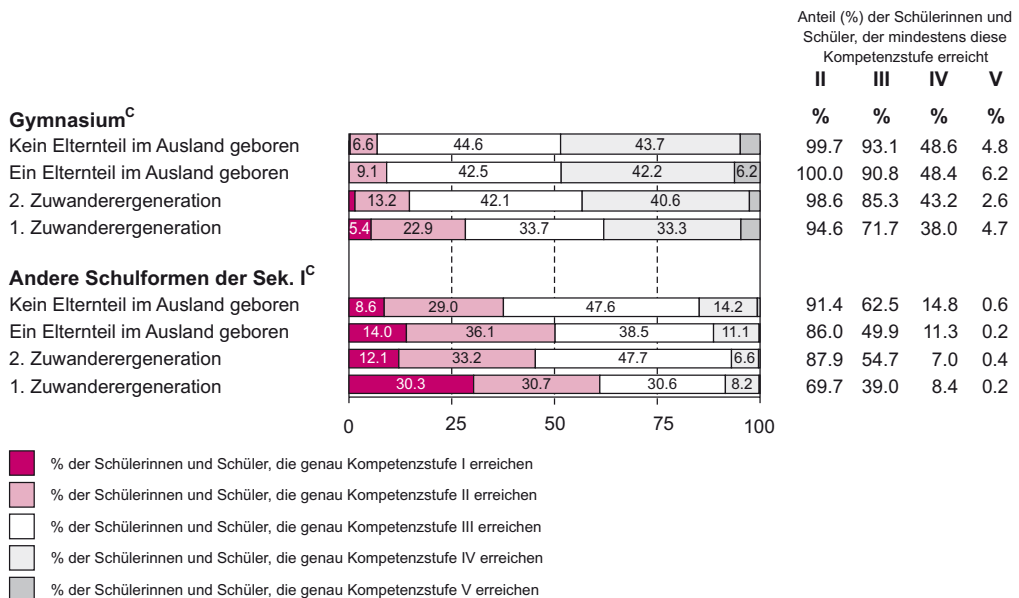 Anteil (%) der Schülerinnen und
Schüler, der mindestens diese
Kompetenzstufe erreicht
II III IV V
Gymnasium^C % % % %
Kein Elternteil im Ausland geboren 6.6 44.6 43.7 99.7 93.1 48.6 4.8
Ein Elternteil im Ausland geboren 9.1 42.5 42.2 6.2 100.0 90.8 48.4 6.2
2. Zuwanderergeneration 13.2 42.1 40.6 98.6 85.3 43.2 2.6
1. Zuwanderergeneration 5.4 22.9 33.7 33.3 94.6 71.7 38.0 4.7
Andere Schulformen der Sek. I^C
Kein Elternteil im Ausland geboren 8.6 29.0 47.6 14.2 91.4 62.5 14.8 0.6
Ein Elternteil im Ausland geboren 14.0 36.1 38.5 11.1 86.0 49.9 11.3 0.2
2. Zuwanderergeneration 12.1 33.2 47.7 6.6 87.9 54.7 7.0 0.4
1. Zuwanderergeneration 30.3 30.7 30.6 8.2 69.7 39.0 8.4 0.2
0 25 50 75 100
% der Schülerinnen und Schüler, die genau Kompetenzstufe I erreichen
% der Schülerinnen und Schüler, die genau Kompetenzstufe II erreichen
% der Schülerinnen und Schüler, die genau Kompetenzstufe III erreichen
% der Schülerinnen und Schüler, die genau Kompetenzstufe IV erreichen
% der Schülerinnen und Schüler, die genau Kompetenzstufe V erreichen